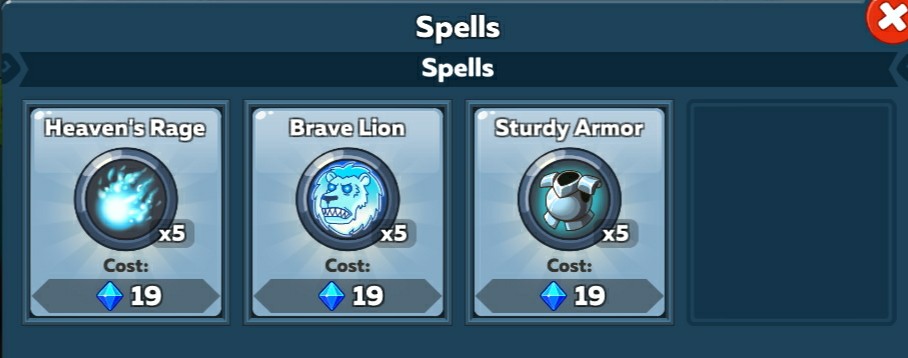 Spells
Spells
Heaven's Rage
x5
Cost:
19
Brave Lion
x5
Cost:
19
Sturdy Armor
x5
Cost:
19